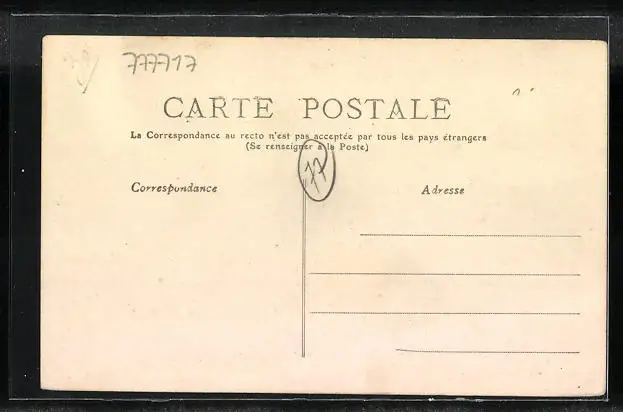 777717
CARTE POSTALE
La Correspondance au recto n'est pas acceptée par tous les pays étrangers
(Se renseigner à la Poste)
77
Correspondance
Adresse